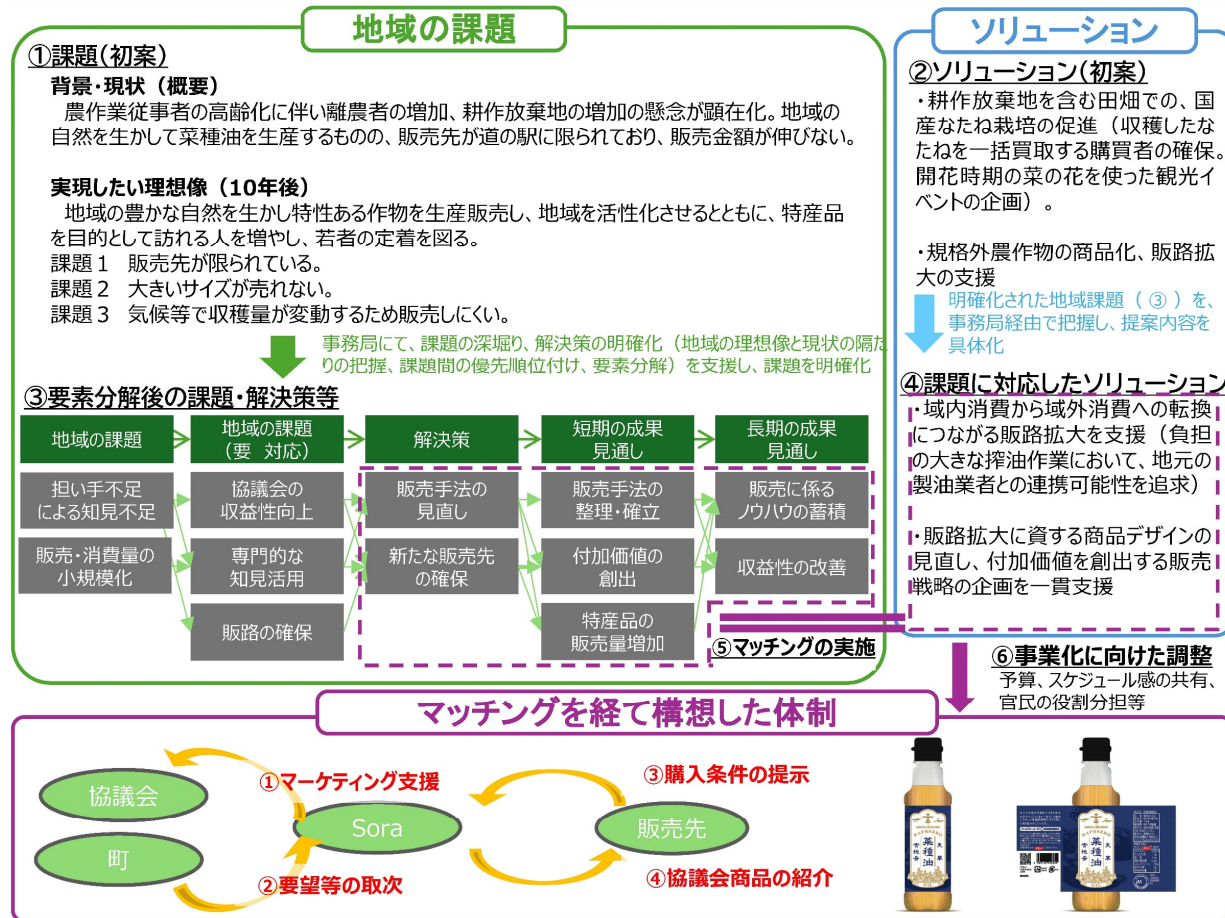 地域の課題
①課題(初案)
背景・現状（概要）
農作業従事者の高齢化に伴い離農者の増加、耕作放棄地の増加の懸念が顕在化。地域の
自然を生かして菜種油を生産するものの、販売先が道の駅に限られており、販売金額が伸びない。
実現したい理想像（10年後）
地域の豊かな自然を生かし特性ある作物を生産販売し、地域を活性化させるとともに、特産品
を目的として訪れる人を増やし、若者の定着を図る。
課題１　販売先が限られている。
課題２　大きいサイズが売れない。
課題３　気候等で収穫量が変動するため販売しにくい。
事務局にて、課題の深堀り、解決策の明確化（地域の理想像と現状の隔た
りの把握、課題間の優先順位付け、要素分解）を支援し、課題を明確化
③要素分解後の課題・解決策等
地域の課題
地域の課題
（要 対応）
解決策
短期の成果
見通し
長期の成果
見通し
担い手不足
による知見不足
販売・消費量の
小規模化
協議会の
収益性向上
専門的な
知見活用
販路の確保
販売手法の
見直し
新たな販売先
の確保
販売手法の
整理・確立
付加価値の
創出
特産品の
販売量増加
販売に係る
ノウハウの蓄積
収益性の改善
⑤マッチングの実施
ソリューション
②ソリューション(初案)
・耕作放棄地を含む田畑での、国
産なたね栽培の促進（収穫したな
たねを一括買取する購買者の確保。
開花時期の菜の花を使った観光イ
ベントの企画）。
・規格外農作物の商品化、販路拡
大の支援
明確化された地域課題（③）を、
事務局経由で把握し、提案内容を
具体化
④課題に対応したソリューション
・域内消費から域外消費への転換
につながる販路拡大を支援（負担
の大きな搾油作業において、地元の
製油業者との連携可能性を追求）
・販路拡大に資する商品デザインの
見直し、付加価値を創出する販売
戦略の企画を一貫支援
⑥事業化に向けた調整
予算、スケジュール感の共有、
官民の役割分担等
マッチングを経て構想した体制
協議会
町
Sora
販売先
①マーケティング支援
②要望等の取次
③購入条件の提示
④協議会商品の紹介
菜種油
菜種油